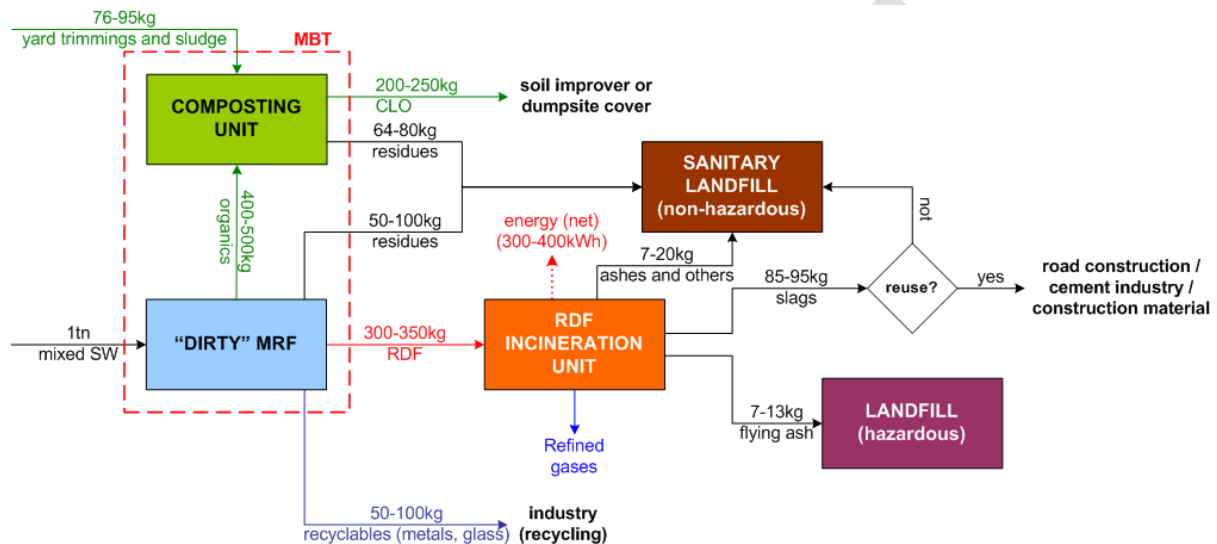 76-95kg
yard trimmings and sludge
MBT
COMPOSTING
UNIT
200-250kg
CLO
soil improver or
dumpsite cover
64-80kg
residues
400-500kg
organics
50-100kg
residues
SANITARY
LANDFILL
(non-hazardous)
energy (net)
(300-400kWh)
7-20kg
ashes and others
not
85-95kg
slags
reuse?
yes
road construction /
cement industry /
construction material
1tn
mixed SW
“DIRTY” MRF
300-350kg
RDF
RDF
INCINERATION
UNIT
7-13kg
flying ash
LANDFILL
(hazardous)
Refined
gases
50-100kg
recyclables (metals, glass)
industry
(recycling)